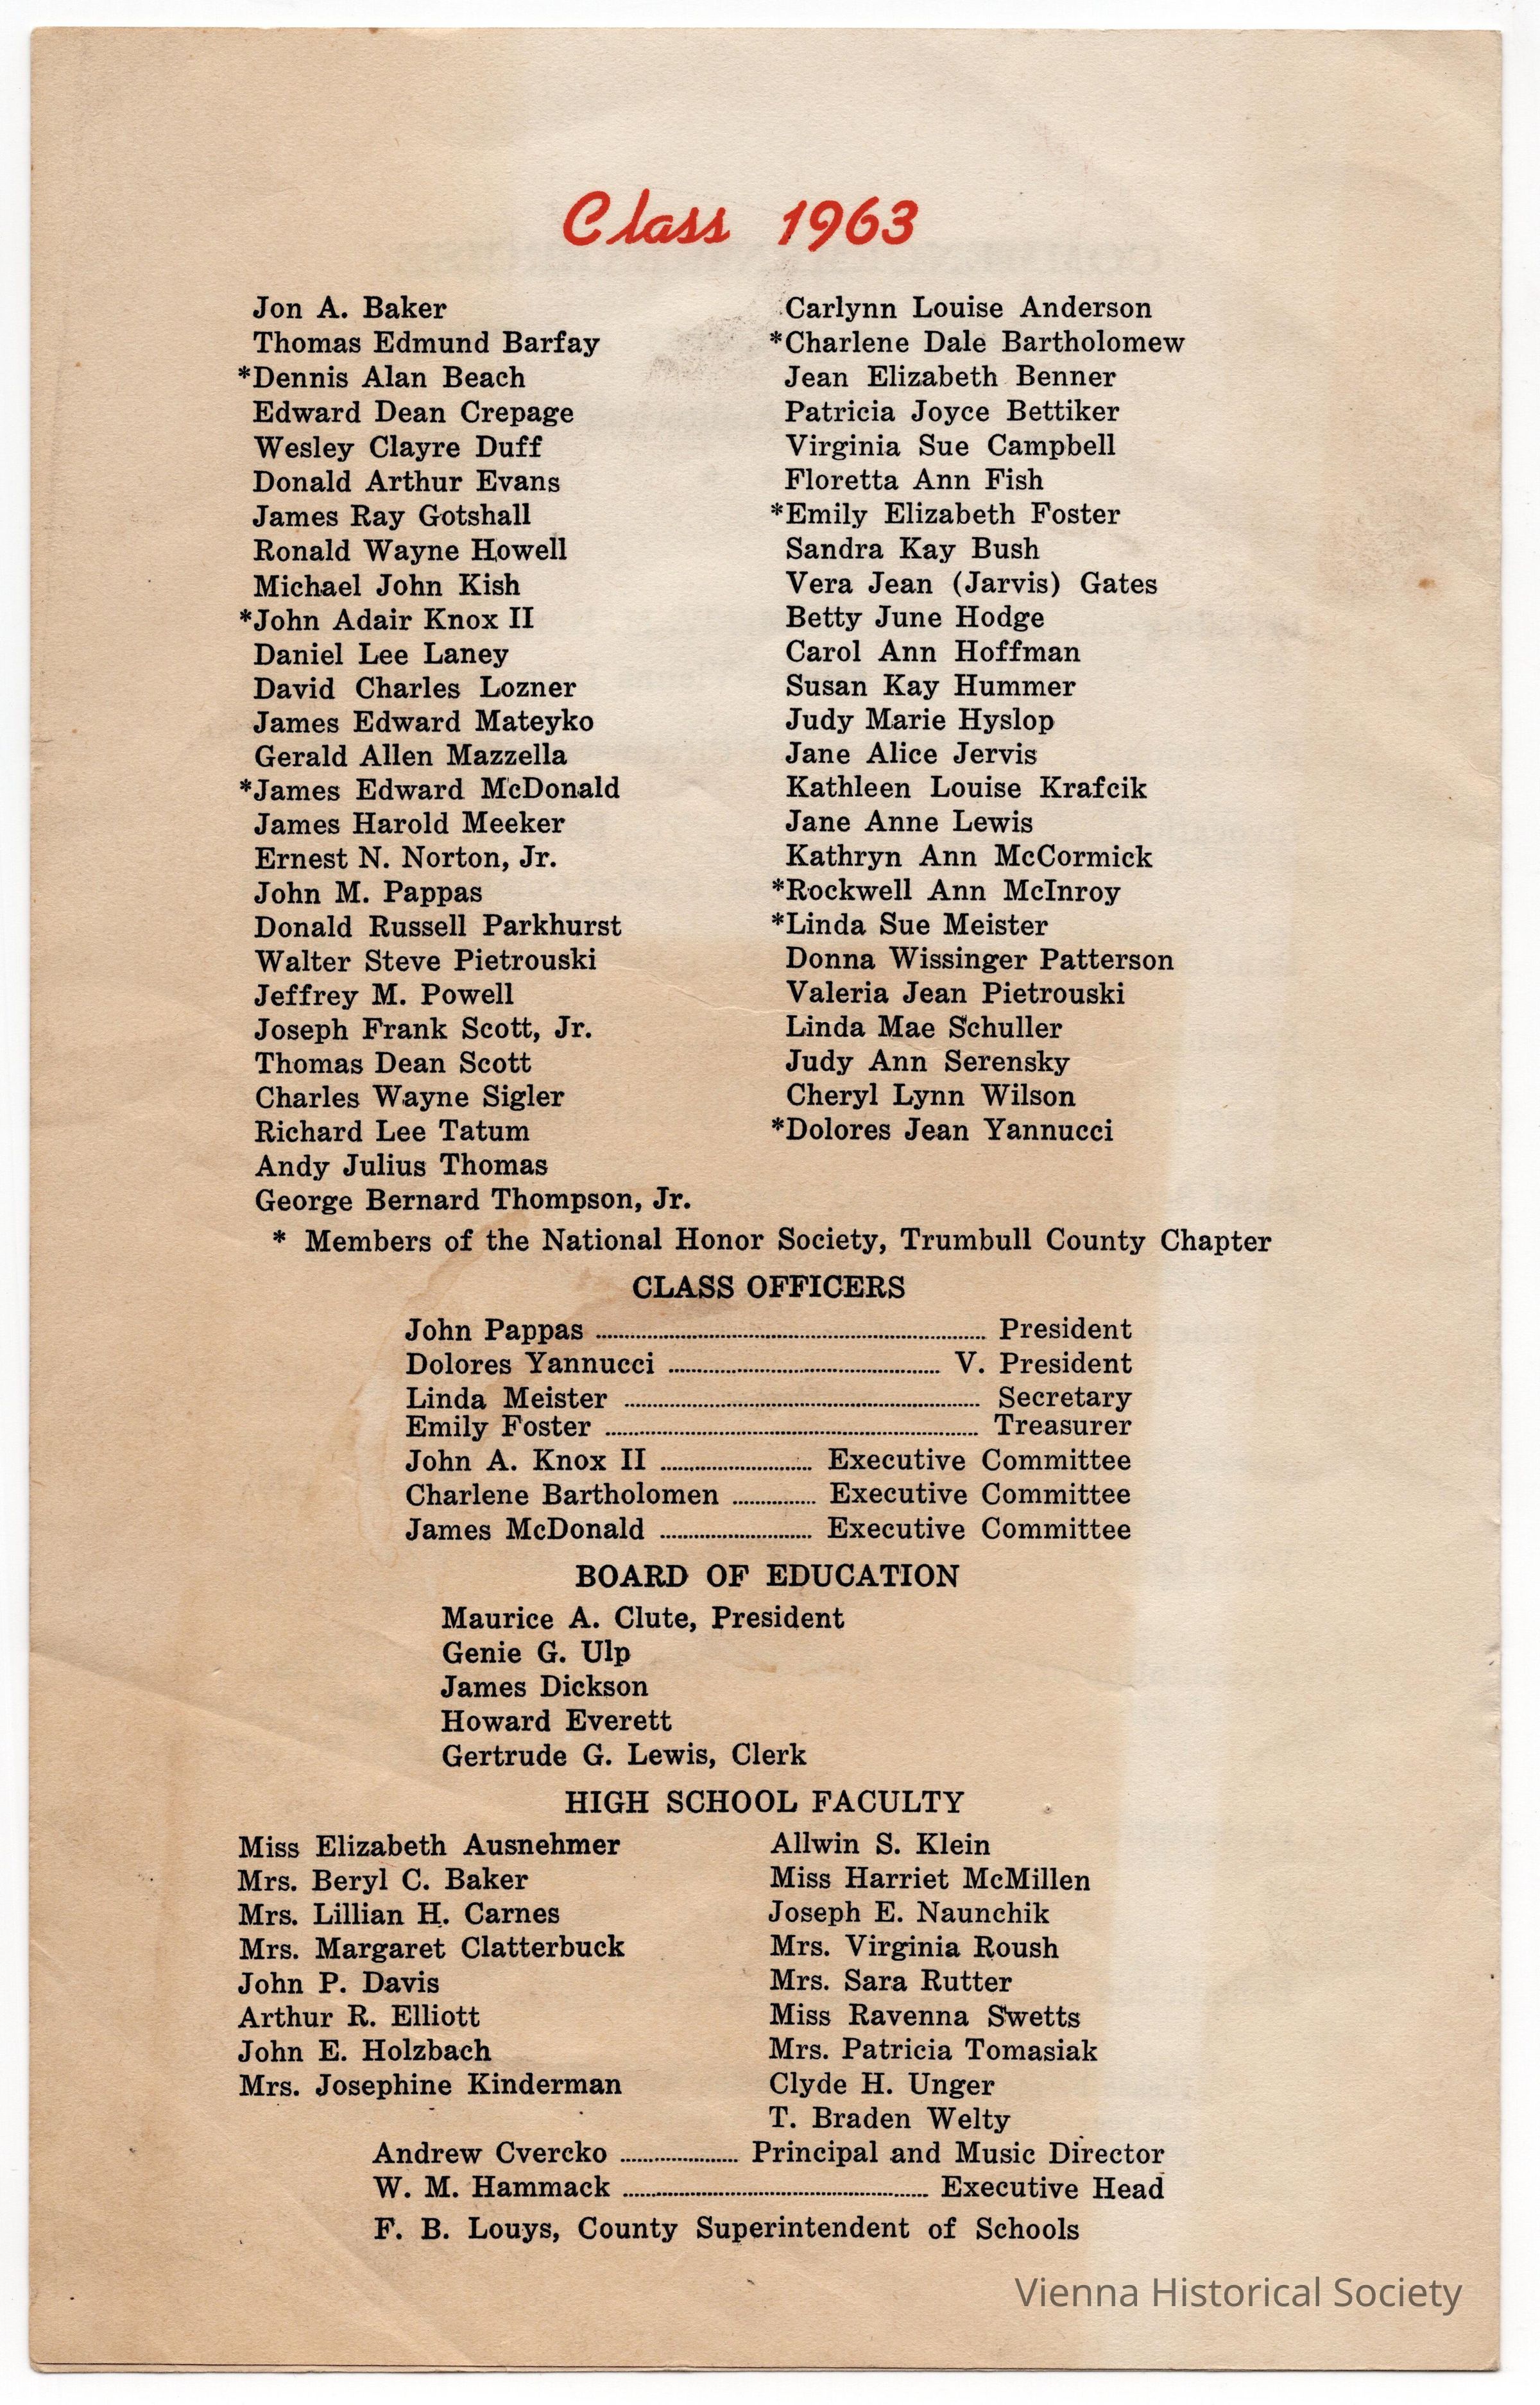 Class 1963
Jon A. Baker
Thomas Edmund Barfay
*Dennis Alan Beach
Edward Dean Crepage
Wesley Clayre Duff
Donald Arthur Evans
James Ray Gotshall
Ronald Wayne Howell
Michael John Kish
*John Adair Knox II
Daniel Lee Laney
David Charles Lozner
James Edward Mateyko
Gerald Allen Mazzella
*James Edward McDonald
James Harold Meeker
Ernest N. Norton, Jr.
John M. Pappas
Donald Russell Parkhurst
Walter Steve Pietrouski
Jeffrey M. Powell
Joseph Frank Scott, Jr.
Thomas Dean Scott
Charles Wayne Sigler
Richard Lee Tatum
Andy Julius Thomas
George Bernard Thompson, Jr.
Carlynn Louise Anderson
*Charlene Dale Bartholomew
Jean Elizabeth Benner
Patricia Joyce Bettiker
Virginia Sue Campbell
Floretta Ann Fish
*Emily Elizabeth Foster
Sandra Kay Bush
Vera Jean (Jarvis) Gates
Betty June Hodge
Carol Ann Hoffman
Susan Kay Hummer
Judy Marie Hyslop
Jane Alice Jervis
Kathleen Louise Krafcik
Jane Anne Lewis
Kathryn Ann McCormick
*Rockwell Ann McInroy
*Linda Sue Meister
Donna Wissinger Patterson
Valeria Jean Pietrouski
Linda Mae Schuller
Judy Ann Serensky
Cheryl Lynn Wilson
*Dolores Jean Yannucci
* Members of the National Honor Society, Trumbull County Chapter
CLASS OFFICERS
John Pappas ........ President
Dolores Yannucci ........ V. President
Linda Meister ........ Secretary
Emily Foster ........ Treasurer
John A. Knox II ........ Executive Committee
Charlene Bartholomen ........ Executive Committee
James McDonald ........ Executive Committee
BOARD OF EDUCATION
Maurice A. Clute, President
Genie G. Ulp
James Dickson
Howard Everett
Gertrude G. Lewis, Clerk
HIGH SCHOOL FACULTY
Miss Elizabeth Ausnehmer
Mrs. Beryl C. Baker
Mrs. Lillian H. Carnes
Mrs. Margaret Clatterbuck
John P. Davis
Arthur R. Elliott
John E. Holzbach
Mrs. Josephine Kinderman
Allwin S. Klein
Miss Harriet McMillen
Joseph E. Naunchik
Mrs. Virginia Roush
Mrs. Sara Rutter
Miss Ravenna Swetts
Mrs. Patricia Tomasiak
Clyde H. Unger
T. Braden Welty
Andrew Cvercko ........ Principal and Music Director
W. M. Hammack ........ Executive Head
F. B. Louys, County Superintendent of Schools
Vienna Historical Society